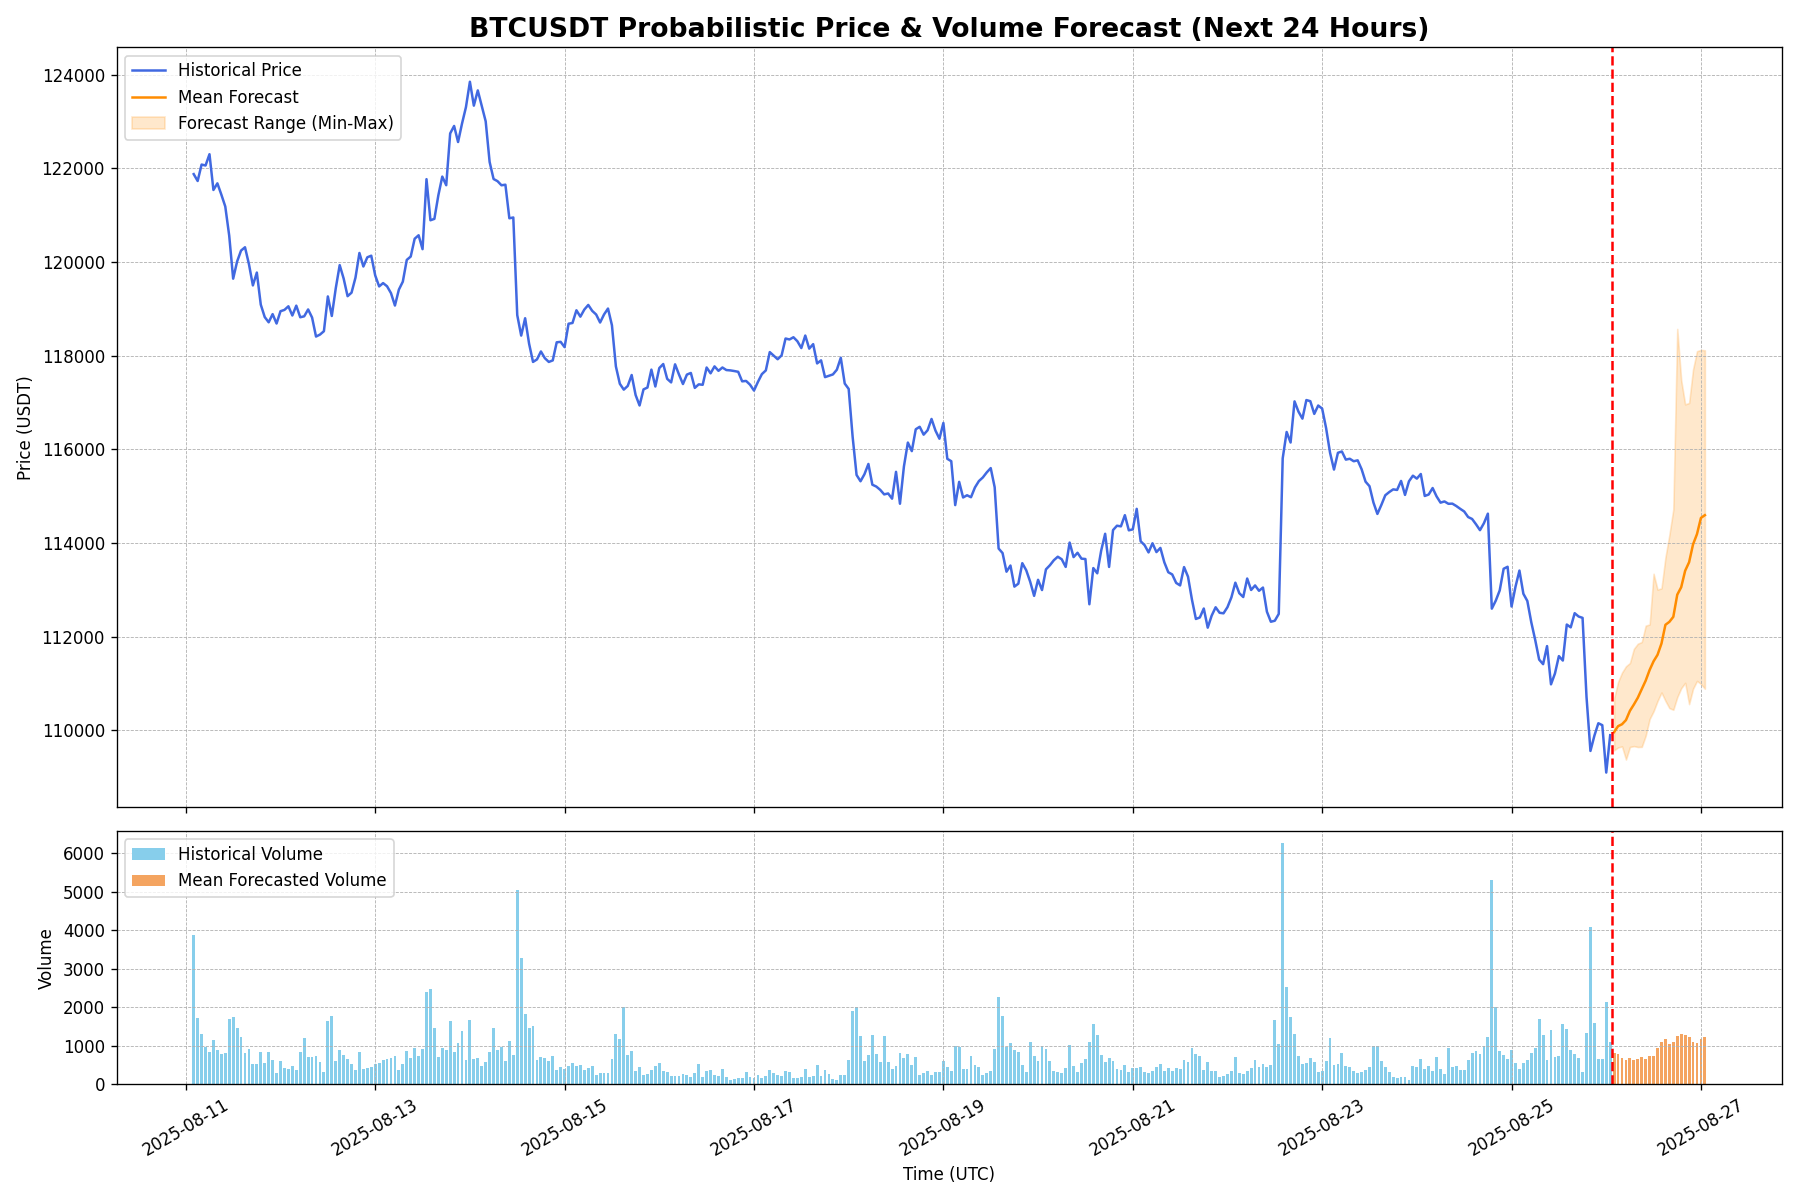 BTCUSDT Probabilistic Price & Volume Forecast (Next 24 Hours)
Historical Price
Mean Forecast
Forecast Range (Min-Max)
Price (USDT)
124000
122000
120000
118000
116000
114000
112000
110000
Historical Volume
Mean Forecasted Volume
Volume
6000
5000
4000
3000
2000
1000
0
2025-08-11
2025-08-13
2025-08-15
2025-08-17
2025-08-19
2025-08-21
2025-08-23
2025-08-25
2025-08-27
Time (UTC)